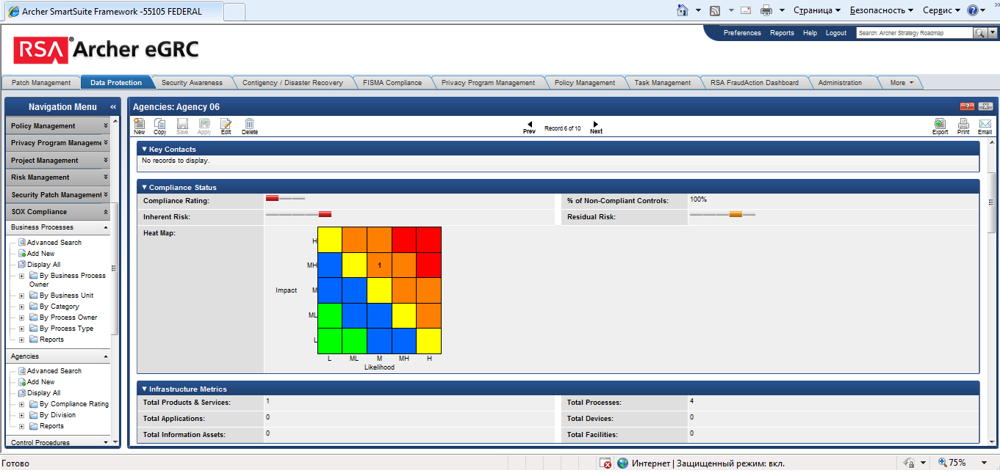 Archer SmartSuite Framework -55105 FEDERAL
Страница Безопасность Сервис
Preferences Reports Help Logout Search: Archer Strategy Roadmap
RSA® Archer eGRC
Patch Management Data Protection Security Awareness Contigency / Disaster Recovery FISMA Compliance Privacy Program Management Policy Management Task Management RSA FraudAction Dashboard Administration More
Navigation Menu «
Policy Management
Privacy Program Manageme
Project Management
Risk Management
Security Patch Management
SOX Compliance
Business Processes
Advanced Search
Add New
Display All
By Business Process
Owner
By Business Unit
By Category
By Process Owner
By Process Type
Reports
Agencies
Advanced Search
Add New
Display All
By Compliance Rating
By Division
Reports
Control Procedures
Agencies: Agency 06
New Copy Save Apply Edit Delete Prev Record 6 of 10 Next Export Print Email
Key Contacts
No records to display.
Compliance Status
Compliance Rating: % of Non-Compliant Controls: 100%
Inherent Risk: Residual Risk:
Heat Map:
H
MH 1
Impact M
ML
L
L ML M MH H
Likelihood
Infrastructure Metrics
Total Products & Services: 1 Total Processes: 4
Total Applications: 0 Total Devices: 0
Total Information Assets: 0 Total Facilities: 0
Готово Интернет | Защищенный режим: вкл. 75%